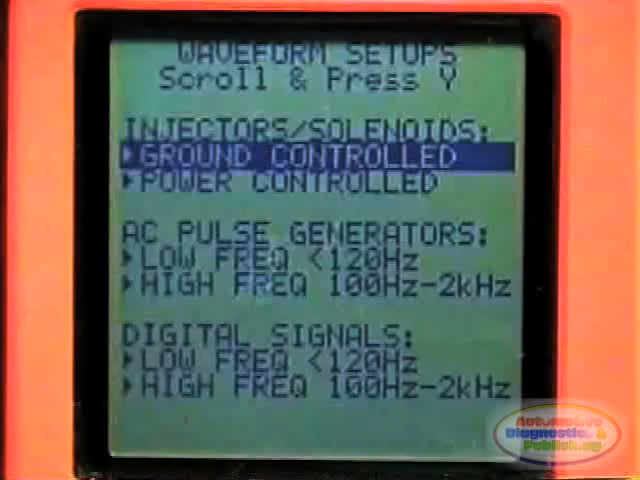 WAVEFORM SETUPS
Scroll & Press Y
INJECTORS/SOLENOIDS:
GROUND CONTROLLED
POWER CONTROLLED
AC PULSE GENERATORS:
LOW FREQ <120Hz
HIGH FREQ 100Hz-2kHz
DIGITAL SIGNALS:
LOW FREQ <120Hz
HIGH FREQ 100Hz-2kHz
Automotive
Diagnostics &
Publishing